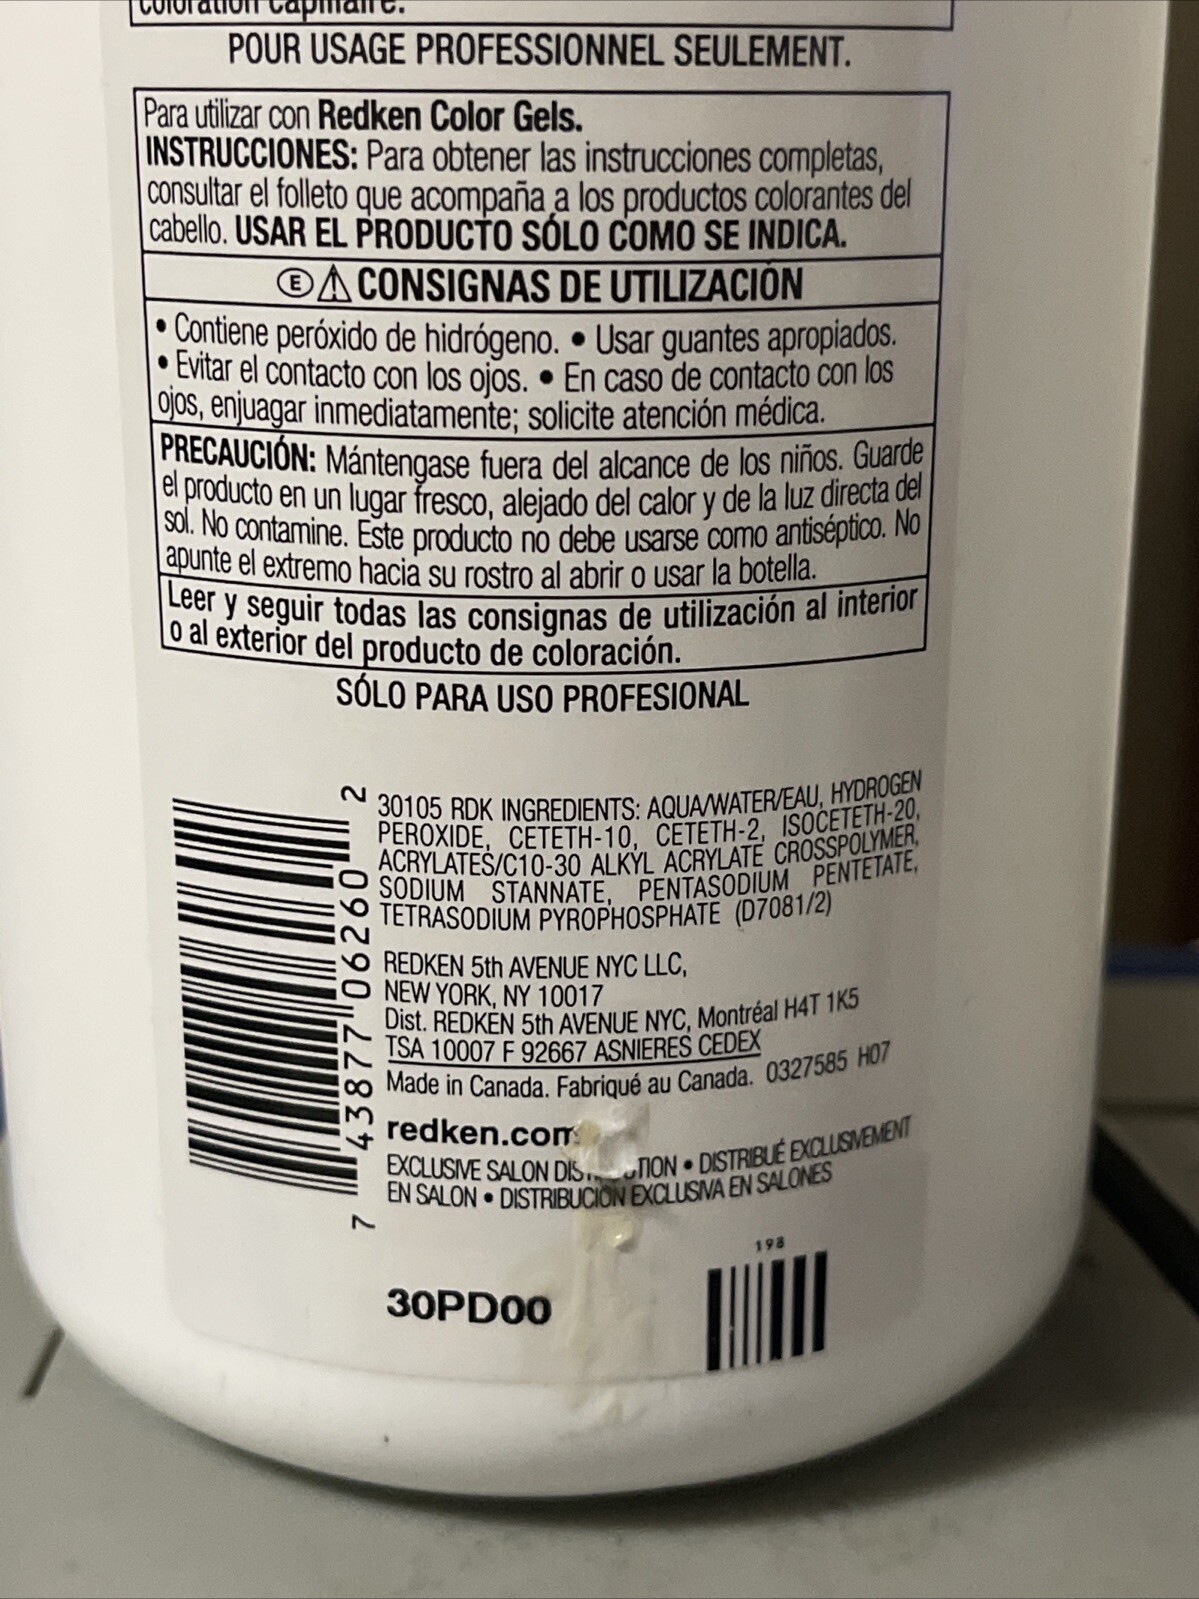 coloration capillaire.
POUR USAGE PROFESSIONNEL SEULEMENT.
Para utilizar con Redken Color Gels.
INSTRUCCIONES: Para obtener las instrucciones completas,
consultar el folleto que acompaña a los productos colorantes del
cabello. USAR EL PRODUCTO SÓLO COMO SE INDICA.
Ⓔ ⚠ CONSIGNAS DE UTILIZACIÓN
• Contiene peróxido de hidrógeno. • Usar guantes apropiados.
• Evitar el contacto con los ojos. • En caso de contacto con los
ojos, enjuagar inmediatamente; solicite atención médica.
PRECAUCIÓN: Mántengase fuera del alcance de los niños. Guarde
el producto en un lugar fresco, alejado del calor y de la luz directa del
sol. No contamine. Este producto no debe usarse como antiséptico. No
apunte el extremo hacia su rostro al abrir o usar la botella.
Leer y seguir todas las consignas de utilización al interior
o al exterior del producto de coloración.
SÓLO PARA USO PROFESIONAL
7 43877 06260 2
30105 RDK INGREDIENTS: AQUA/WATER/EAU, HYDROGEN
PEROXIDE, CETETH-10, CETETH-2, ISOCETETH-20,
ACRYLATES/C10-30 ALKYL ACRYLATE CROSSPOLYMER,
SODIUM STANNATE, PENTASODIUM PENTETATE,
TETRASODIUM PYROPHOSPHATE (D7081/2)
REDKEN 5th AVENUE NYC LLC,
NEW YORK, NY 10017
Dist. REDKEN 5th AVENUE NYC, Montréal H4T 1K5
TSA 10007 F 92667 ASNIERES CEDEX
Made in Canada. Fabriqué au Canada. 0327585 H07
redken.com
EXCLUSIVE SALON • DISTRIBUÉ EXCLUSIVEMENT
EN SALON • DISTRIBUCIÓN EXCLUSIVA EN SALONES
198
30PD00